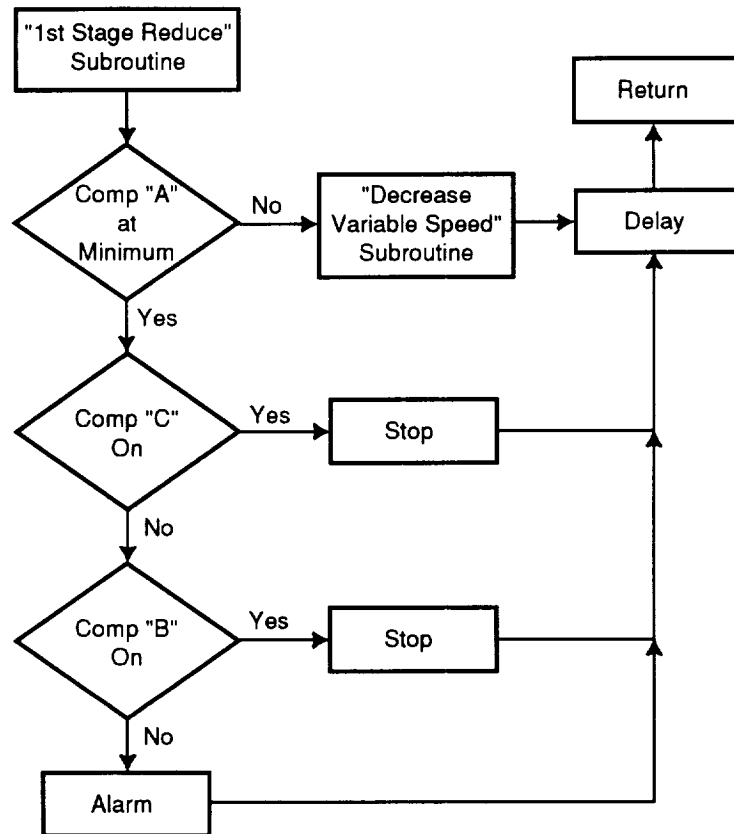 "1st Stage Reduce"
Subroutine
Return
Comp "A"
at
Minimum
No
"Decrease
Variable Speed"
Subroutine
Delay
Yes
Comp "C"
On
Yes
Stop
No
Comp "B"
On
Yes
Stop
No
Alarm